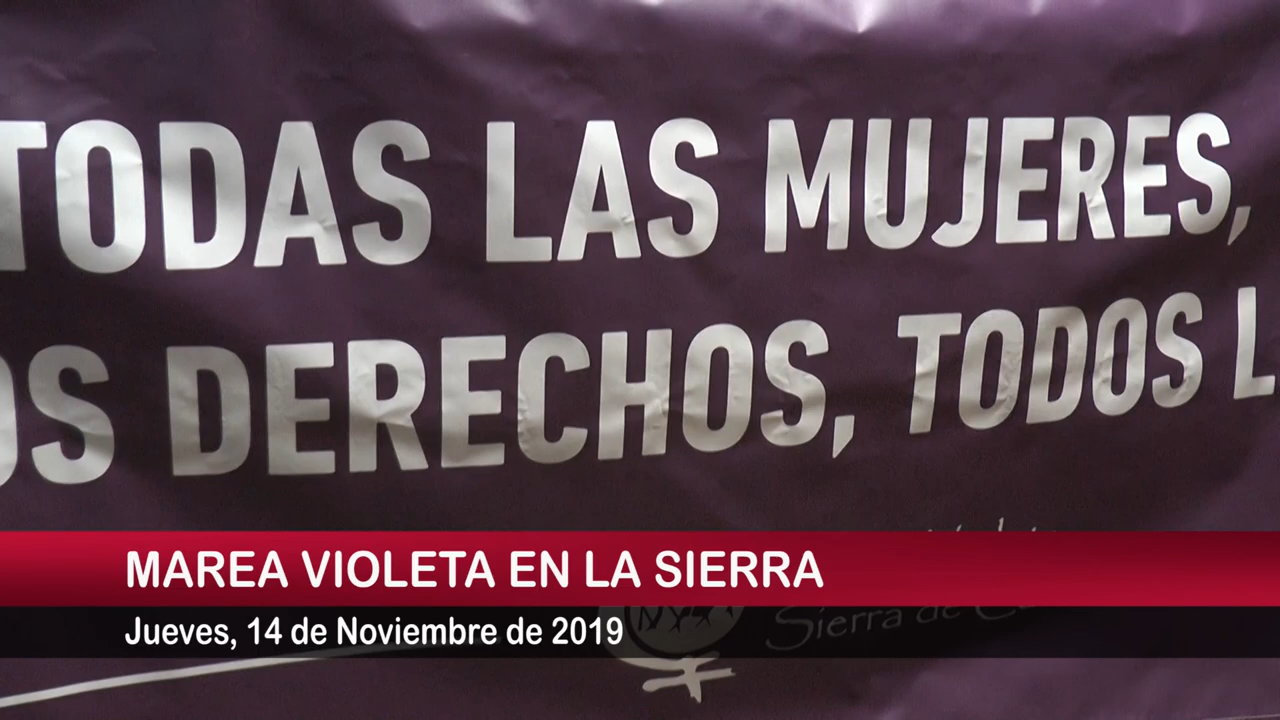 TODAS LAS MUJERES,
OS DERECHOS, TODOS L
MAREA VIOLETA EN LA SIERRA
Jueves, 14 de Noviembre de 2019
Sierra de